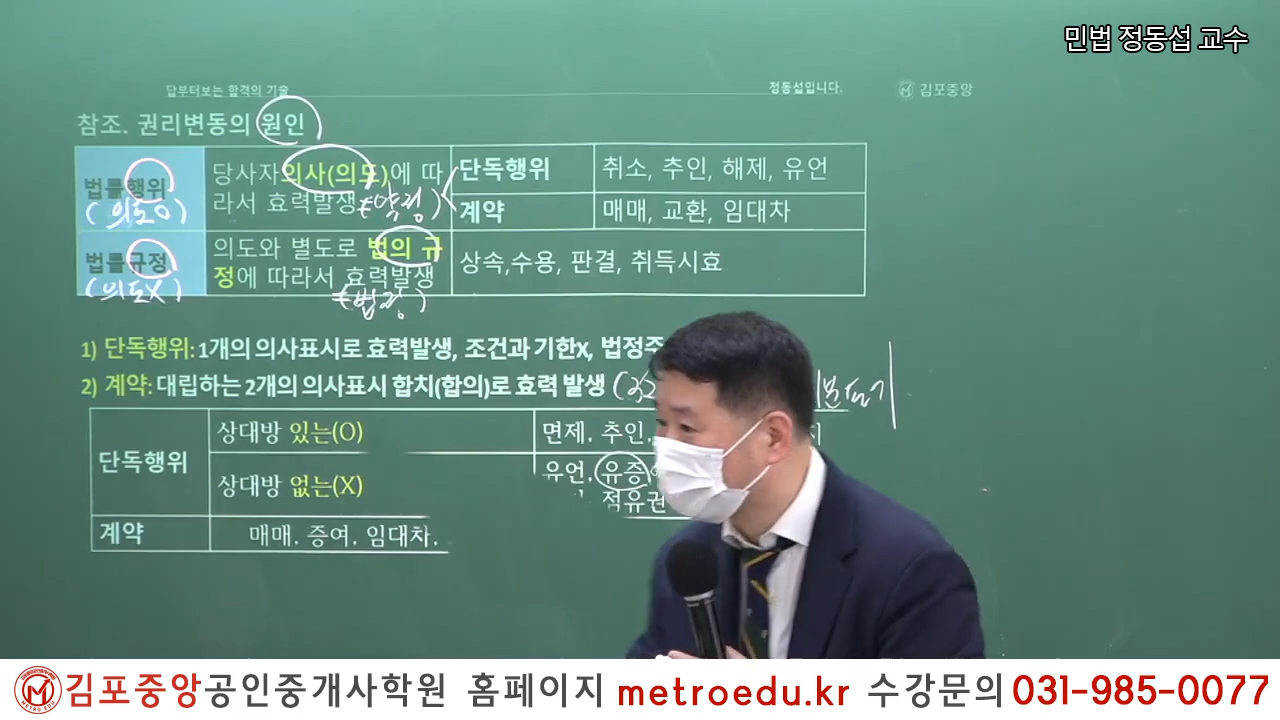 민법 정동섭 교수
답부터보는 합격의 기술
정동섭입니다.
김포중앙
참조. 권리변동의 원인
법률행위
(의도O)
당사자의사(의도)에 따
라서 효력발생
(약정)
단독행위
취소, 추인, 해제, 유언
계약
매매, 교환, 임대차
법률규정
(의도X)
의도와 별도로 법의 규
정에 따라서 효력발생
(법정)
상속,수용, 판결, 취득시효
1) 단독행위: 1개의 의사표시로 효력발생, 조건과 기한x, 법정주
2) 계약: 대립하는 2개의 의사표시 합치(합의)로 효력 발생
단독행위
상대방 있는(O)
면제. 추인.
상대방 없는(X)
유언. 유증
적유권
계약
매매. 증여. 임대차.
김포중앙공인중개사학원 홈페이지 metroedu.kr 수강문의 031-985-0077